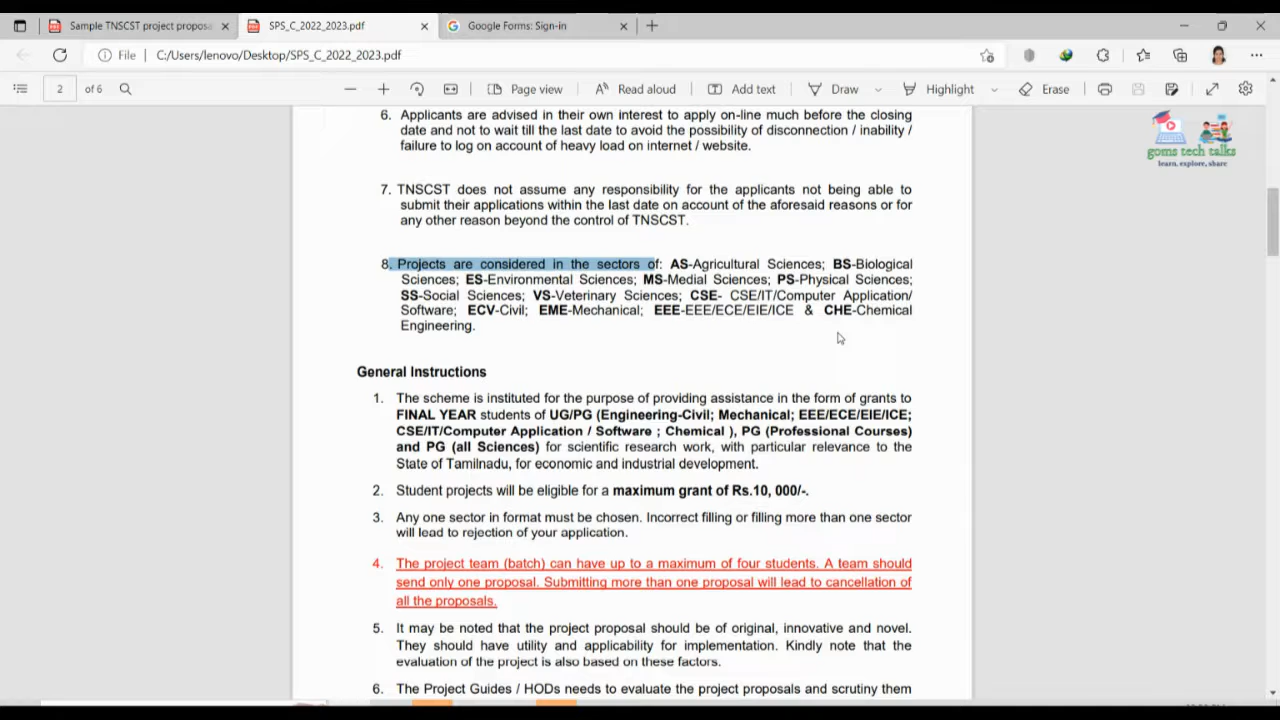 Sample TNSCST project proposa
SPS_C_2022_2023.pdf
Google Forms: Sign-in
File
C:/Users/lenovo/Desktop/SPS_C_2022_2023.pdf
2 of 6
Page view
Read aloud
Add text
Draw
Highlight
Erase
goms tech talks
learn, explore, share
6. Applicants are advised in their own interest to apply on-line much before the closing
date and not to wait till the last date to avoid the possibility of disconnection / inability /
failure to log on account of heavy load on internet / website.
7. TNSCST does not assume any responsibility for the applicants not being able to
submit their applications within the last date on account of the aforesaid reasons or for
any other reason beyond the control of TNSCST.
8. Projects are considered in the sectors of: AS-Agricultural Sciences; BS-Biological
Sciences; ES-Environmental Sciences; MS-Medial Sciences; PS-Physical Sciences;
SS-Social Sciences; VS-Veterinary Sciences; CSE- CSE/IT/Computer Application/
Software; ECV-Civil; EME-Mechanical; EEE-EEE/ECE/EIE/ICE & CHE-Chemical
Engineering.
General Instructions
1. The scheme is instituted for the purpose of providing assistance in the form of grants to
FINAL YEAR students of UG/PG (Engineering-Civil; Mechanical; EEE/ECE/EIE/ICE;
CSE/IT/Computer Application / Software ; Chemical ), PG (Professional Courses)
and PG (all Sciences) for scientific research work, with particular relevance to the
State of Tamilnadu, for economic and industrial development.
2. Student projects will be eligible for a maximum grant of Rs.10, 000/-.
3. Any one sector in format must be chosen. Incorrect filling or filling more than one sector
will lead to rejection of your application.
4. The project team (batch) can have up to a maximum of four students. A team should
send only one proposal. Submitting more than one proposal will lead to cancellation of
all the proposals.
5. It may be noted that the project proposal should be of original, innovative and novel.
They should have utility and applicability for implementation. Kindly note that the
evaluation of the project is also based on these factors.
6. The Project Guides / HODs needs to evaluate the project proposals and scrutiny them